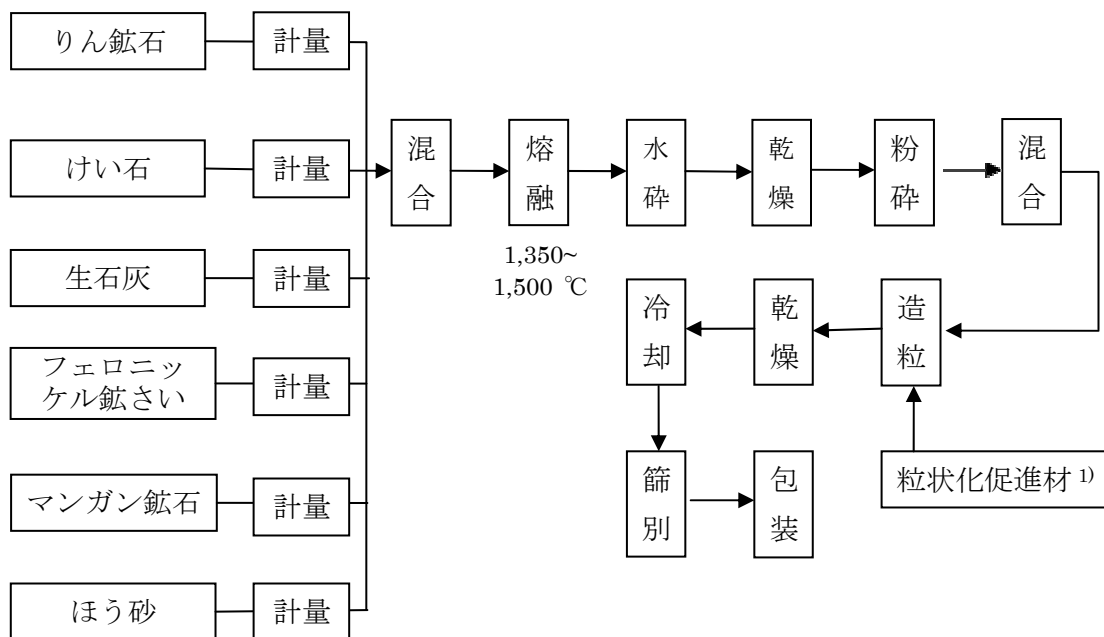 りん鉱石
計量
けい石
計量
生石灰
計量
フェロニッ
ケル鉱さい
計量
マンガン鉱石
計量
ほう砂
計量
混合
熔融
1,350~
1,500 ℃
水砕
乾燥
粉砕
混合
造粒
粒状化促進材 1)
乾燥
冷却
篩別
包装